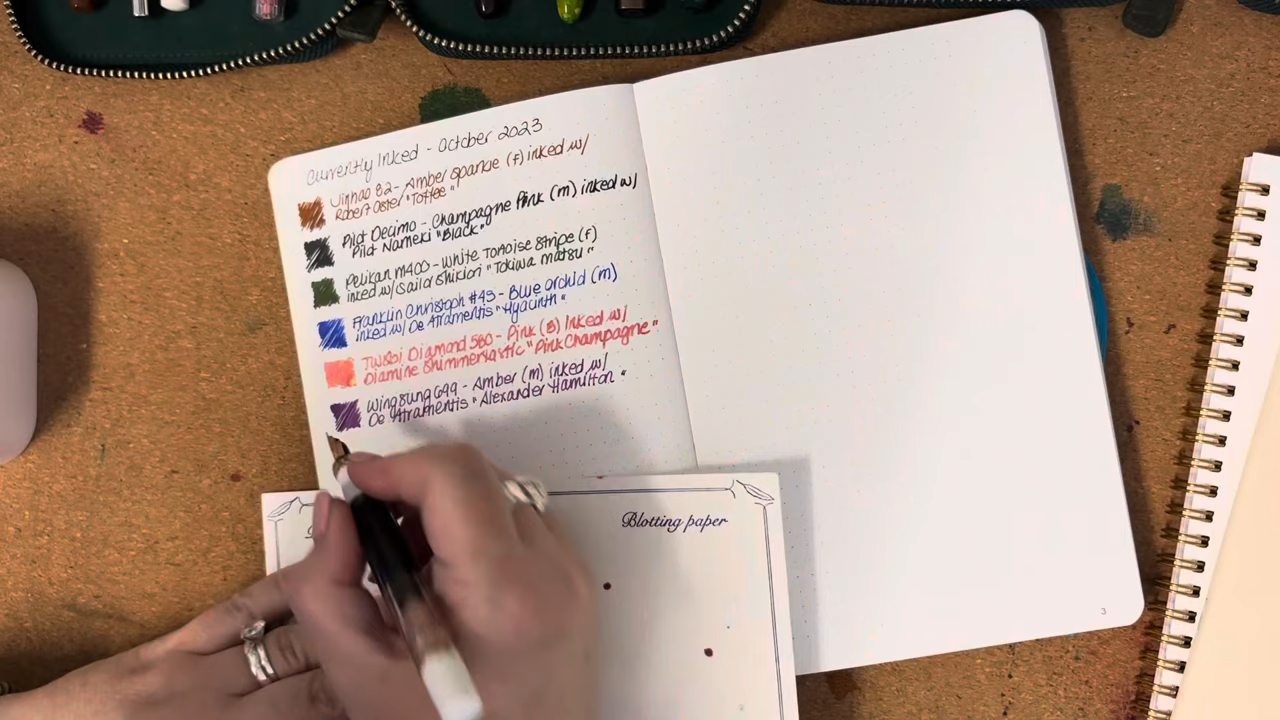 Currently Inked - October 2023
Jinhao 82 - Amber Sparkle (f) inked w/
Robert Oster "Toffee"
Pilot Decimo - Champagne Pink (m) inked w/
Pilot Namiki "Black"
Pelikan M400 - White Tortoise Stripe (f)
inked w/ Sailor Shikiori "Tokiwa Matsu"
Franklin Christoph #45 - Blue Orchid (m)
inked w/ De Atramentis "Hyacinth"
TWSBI Diamond 580 - Pink (B) Inked w/
Diamine Shimmertastic "Pink Champagne"
Wing Sung 699 - Amber (m) inked w/
De Atramentis "Alexander Hamilton"
Blotting paper
3